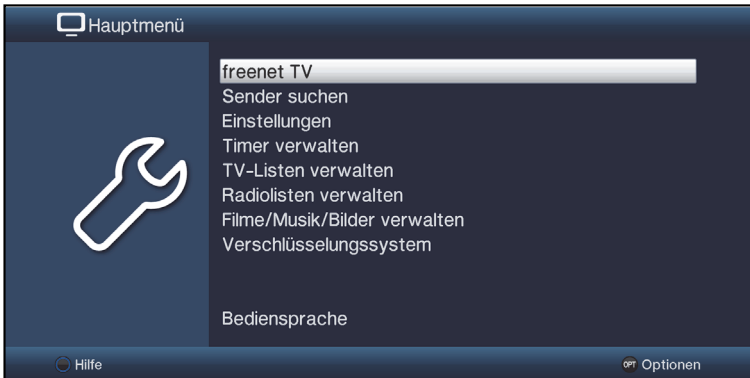 Hauptmenü
freenet TV
Sender suchen
Einstellungen
Timer verwalten
TV-Listen verwalten
Radiolisten verwalten
Filme/Musik/Bilder verwalten
Verschlüsselungssystem
Bediensprache
Hilfe
OPT Optionen